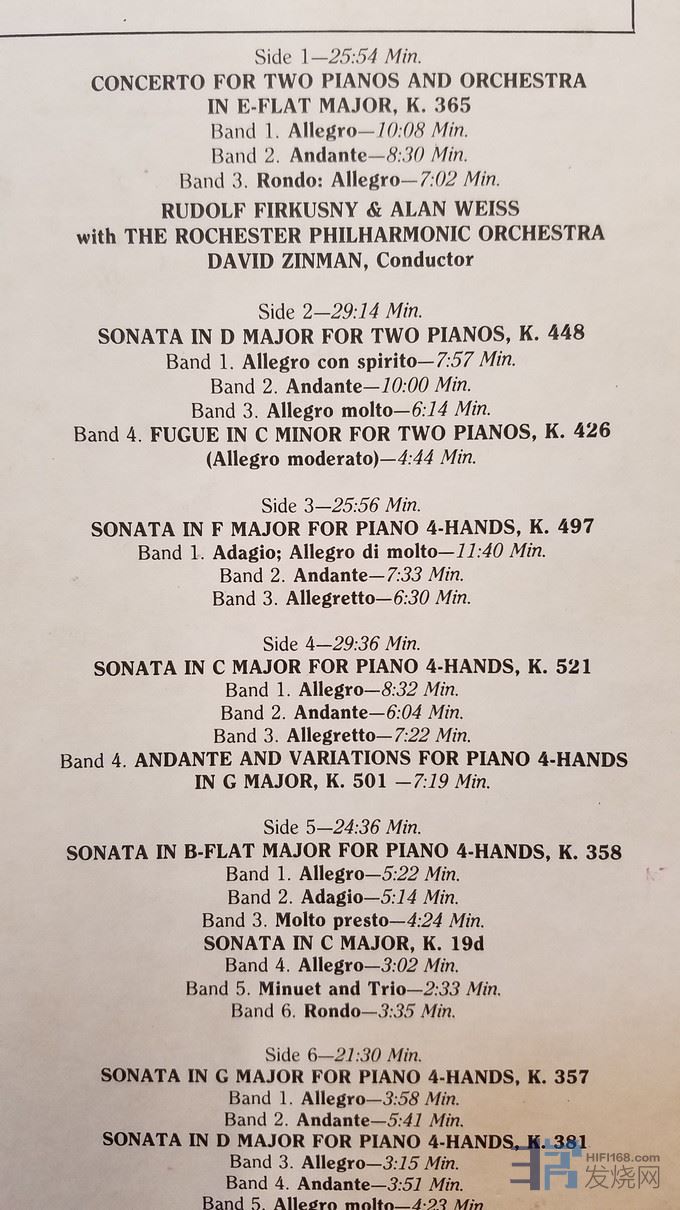 Side 1—25:54 Min.
CONCERTO FOR TWO PIANOS AND ORCHESTRA
IN E-FLAT MAJOR, K. 365
Band 1. Allegro—10:08 Min.
Band 2. Andante—8:30 Min.
Band 3. Rondo: Allegro—7:02 Min.
RUDOLF FIRKUSNY & ALAN WEISS
with THE ROCHESTER PHILHARMONIC ORCHESTRA
DAVID ZINMAN, Conductor
Side 2—29:14 Min.
SONATA IN D MAJOR FOR TWO PIANOS, K. 448
Band 1. Allegro con spirito—7:57 Min.
Band 2. Andante—10:00 Min.
Band 3. Allegro molto—6:14 Min.
Band 4. FUGUE IN C MINOR FOR TWO PIANOS, K. 426
(Allegro moderato)—4:44 Min.
Side 3—25:56 Min.
SONATA IN F MAJOR FOR PIANO 4-HANDS, K. 497
Band 1. Adagio; Allegro di molto—11:40 Min.
Band 2. Andante—7:33 Min.
Band 3. Allegretto—6:30 Min.
Side 4—29:36 Min.
SONATA IN C MAJOR FOR PIANO 4-HANDS, K. 521
Band 1. Allegro—8:32 Min.
Band 2. Andante—6:04 Min.
Band 3. Allegretto—7:22 Min.
Band 4. ANDANTE AND VARIATIONS FOR PIANO 4-HANDS
IN G MAJOR, K. 501 —7:19 Min.
Side 5—24:36 Min.
SONATA IN B-FLAT MAJOR FOR PIANO 4-HANDS, K. 358
Band 1. Allegro—5:22 Min.
Band 2. Adagio—5:14 Min.
Band 3. Molto presto—4:24 Min.
SONATA IN C MAJOR, K. 19d
Band 4. Allegro—3:02 Min.
Band 5. Minuet and Trio—2:33 Min.
Band 6. Rondo—3:35 Min.
Side 6—21:30 Min.
SONATA IN G MAJOR FOR PIANO 4-HANDS, K. 357
Band 1. Allegro—3:58 Min.
Band 2. Andante—5:41 Min.
SONATA IN D MAJOR FOR PIANO 4-HANDS, K. 381
Band 3. Allegro—3:15 Min.
Band 4. Andante—3:51 Min.
Band 5. Allegro molto—4:23 Min.
HIFI168.com
发烧网